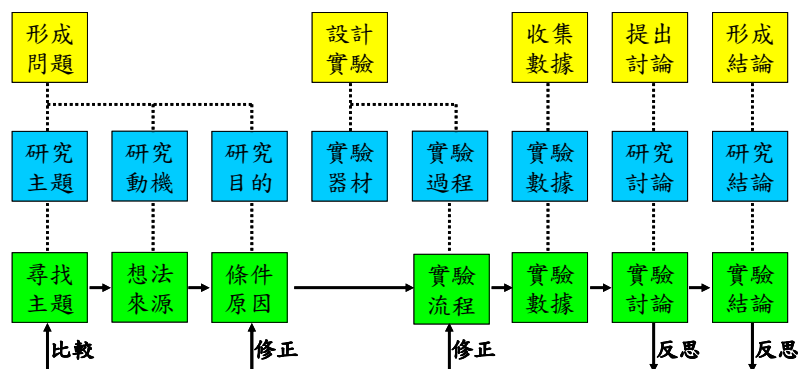 形成
問題
設計
實驗
收集
數據
提出
討論
形成
結論
研究
主題
研究
動機
研究
目的
實驗
器材
實驗
過程
實驗
數據
研究
討論
研究
結論
尋找
主題
想法
來源
條件
原因
實驗
流程
實驗
數據
實驗
討論
實驗
結論
比較
修正
修正
反思
反思